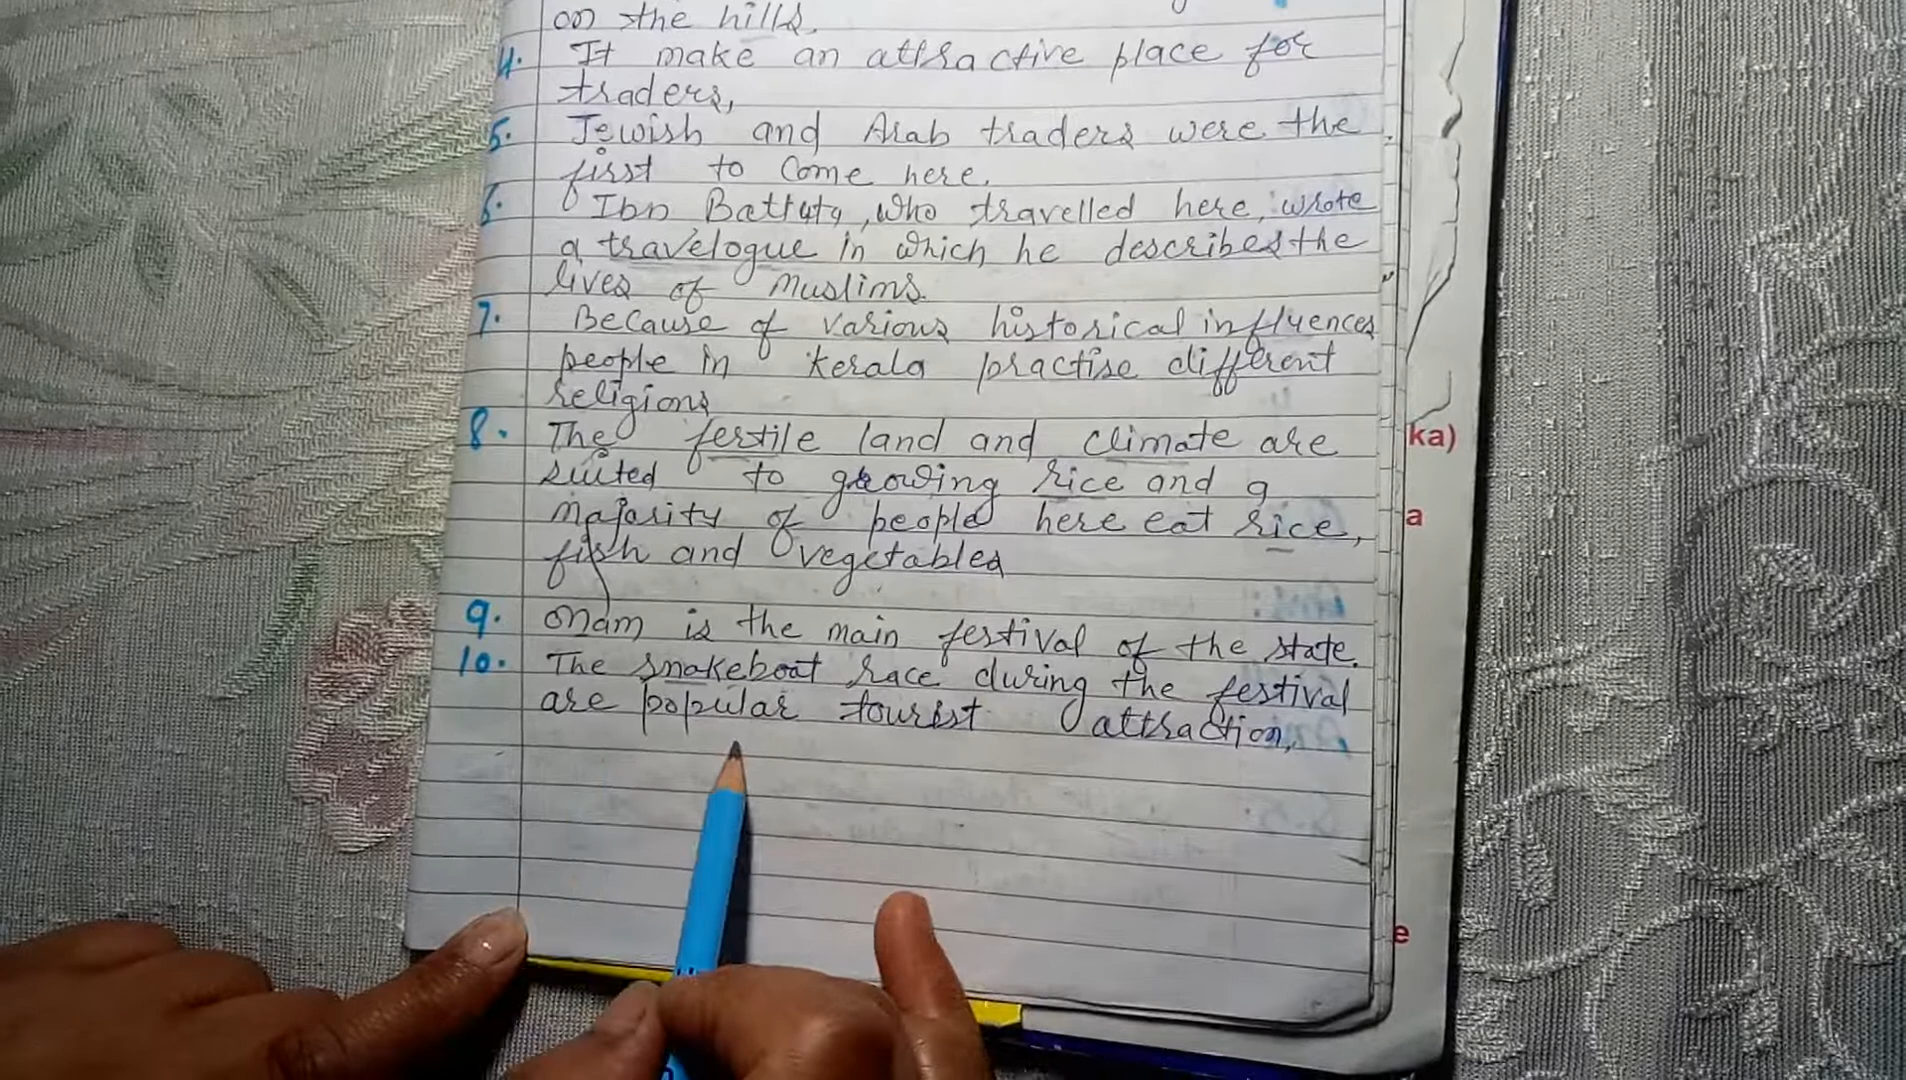 on the hills.
4. It make an attractive place for
traders,
5. Jewish and Arab traders were the
first to come here.
6. Ibn Battuta, who travelled here, wrote
a travelogue in which he described the
lives of muslims.
7. Because of various historical influences
people in kerala practise different
religions
8. The fertile land and climate are
suited to growing rice and a
majority of people here eat rice,
fish and vegetables
9. onam is the main festival of the state.
10. The snakeboat race during the festival
are popular tourist attraction.
ka)
a
e